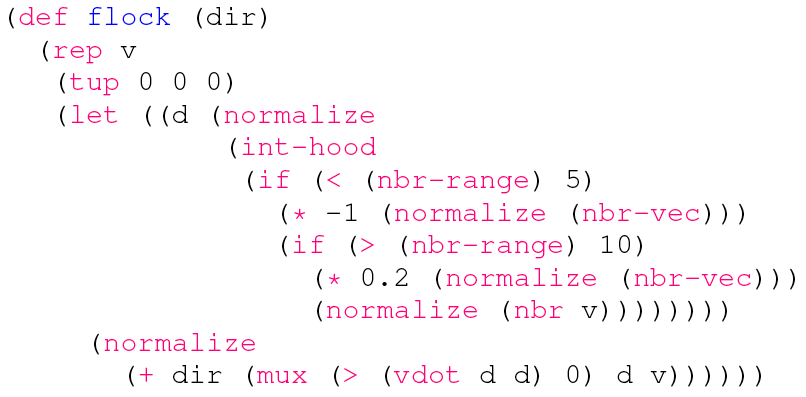 (def flock (dir)
  (rep v
   (tup 0 0 0)
   (let ((d (normalize
             (int-hood
              (if (< (nbr-range) 5)
                (* -1 (normalize (nbr-vec)))
                (if (> (nbr-range) 10)
                  (* 0.2 (normalize (nbr-vec)))
                  (normalize (nbr v))))))))
     (normalize
       (+ dir (mux (> (vdot d d) 0) d v))))))